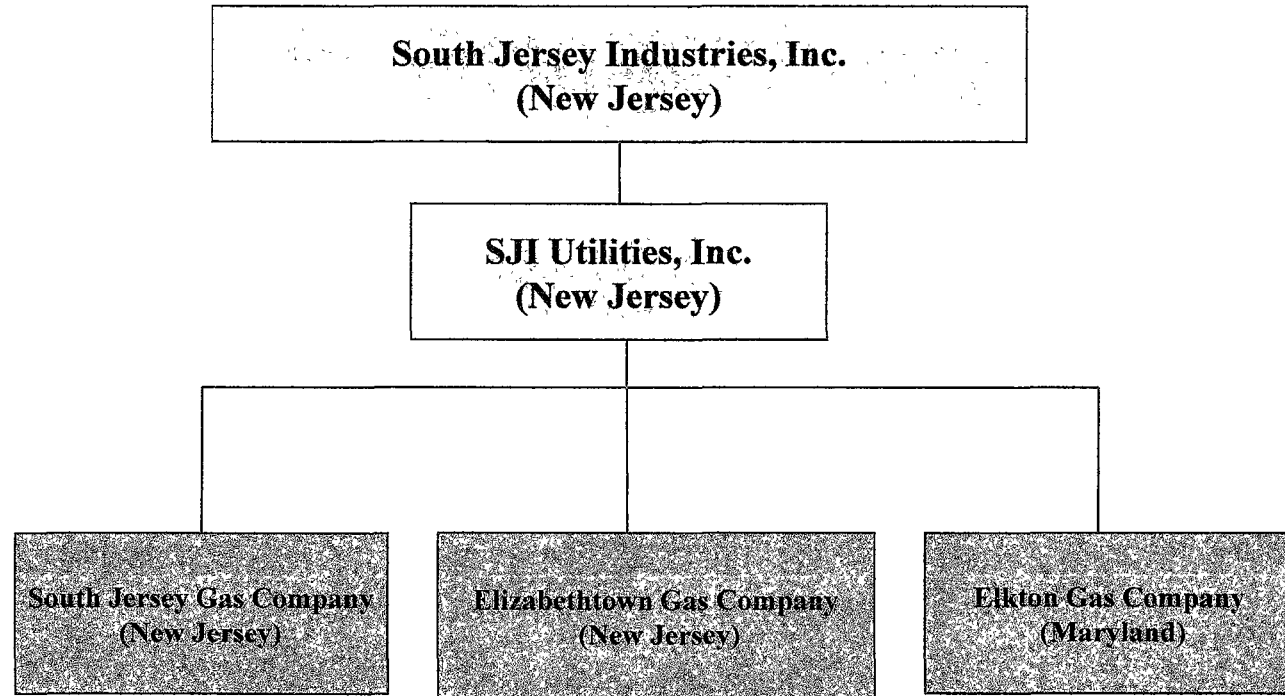 South Jersey Industries, Inc.
(New Jersey)
SJI Utilities, Inc.
(New Jersey)
South Jersey Gas Company
(New Jersey)
Elizabethtown Gas Company
(New Jersey)
Elkton Gas Company
(Maryland)